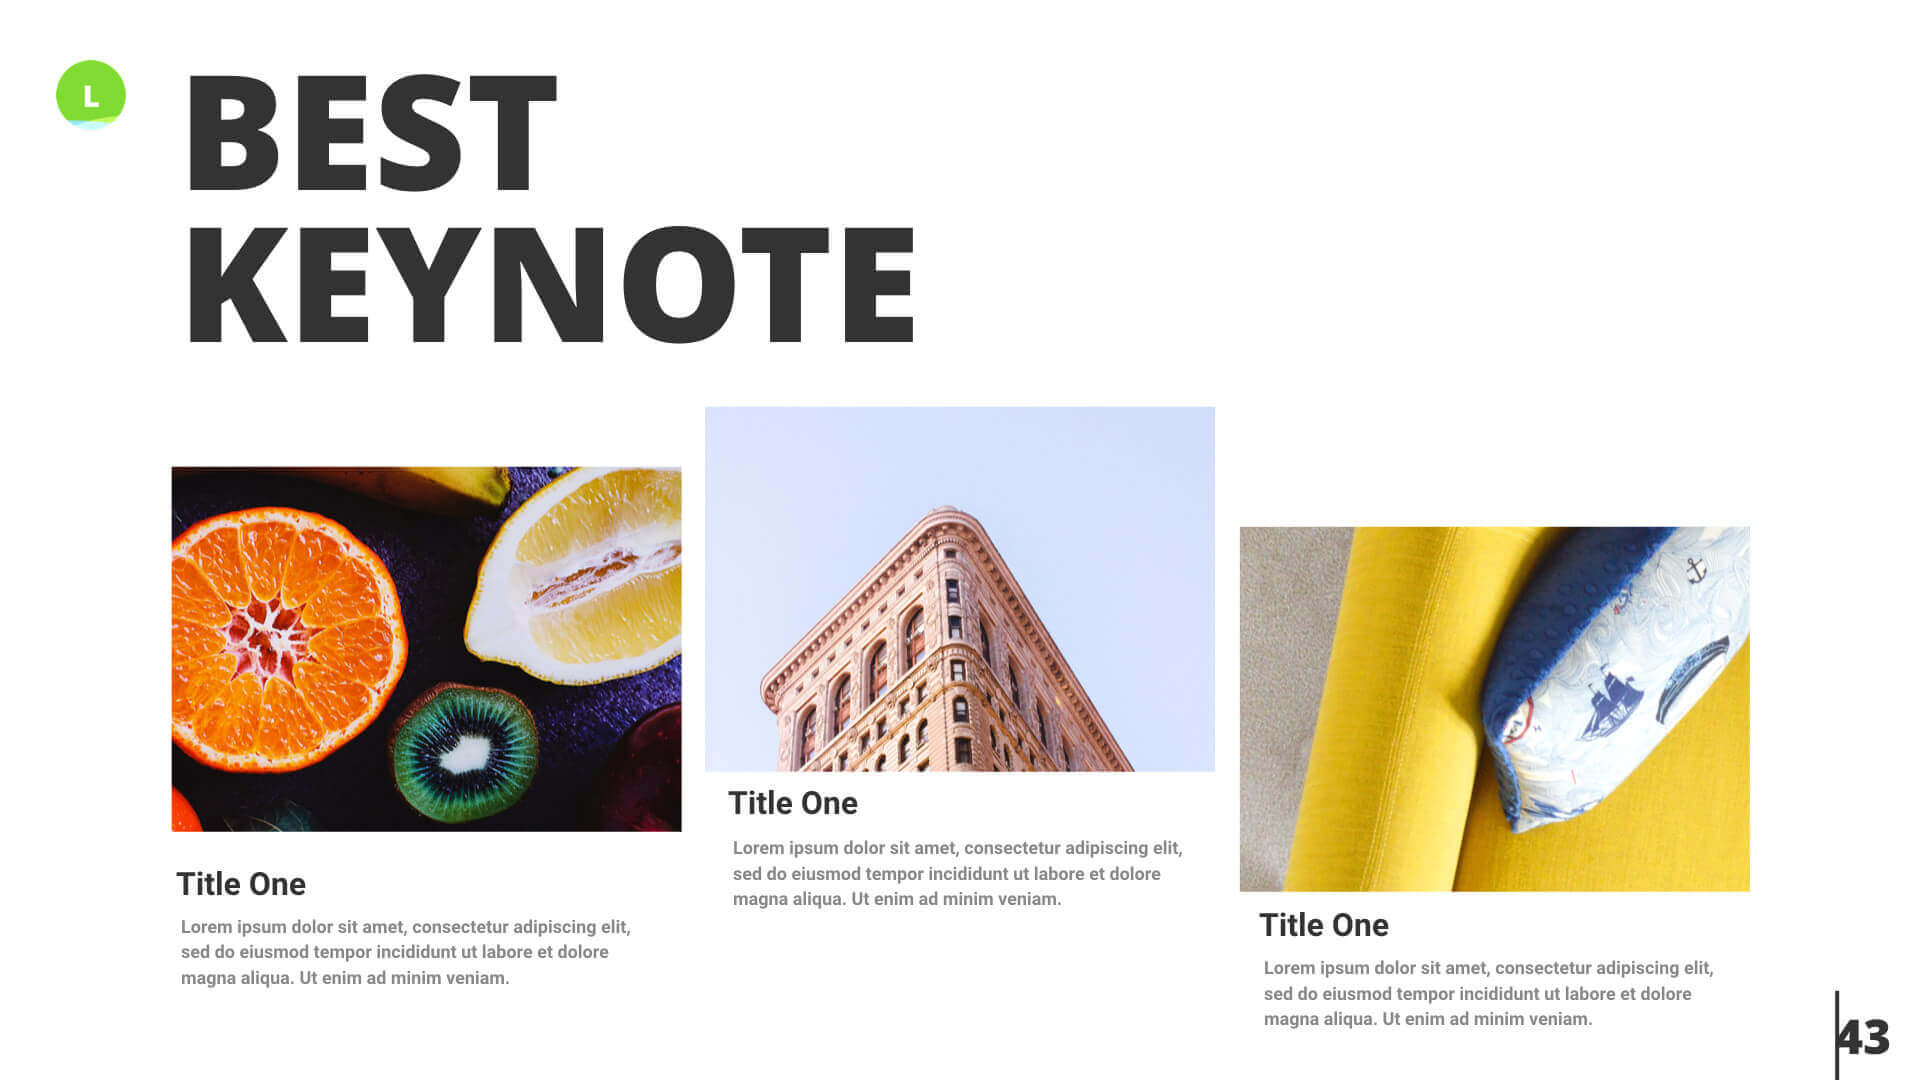 L
BEST
KEYNOTE
Title One
Lorem ipsum dolor sit amet, consectetur adipiscing elit,
sed do eiusmod tempor incididunt ut labore et dolore
magna aliqua. Ut enim ad minim veniam.
Title One
Lorem ipsum dolor sit amet, consectetur adipiscing elit,
sed do eiusmod tempor incididunt ut labore et dolore
magna aliqua. Ut enim ad minim veniam.
Title One
Lorem ipsum dolor sit amet, consectetur adipiscing elit,
sed do eiusmod tempor incididunt ut labore et dolore
magna aliqua. Ut enim ad minim veniam.
43